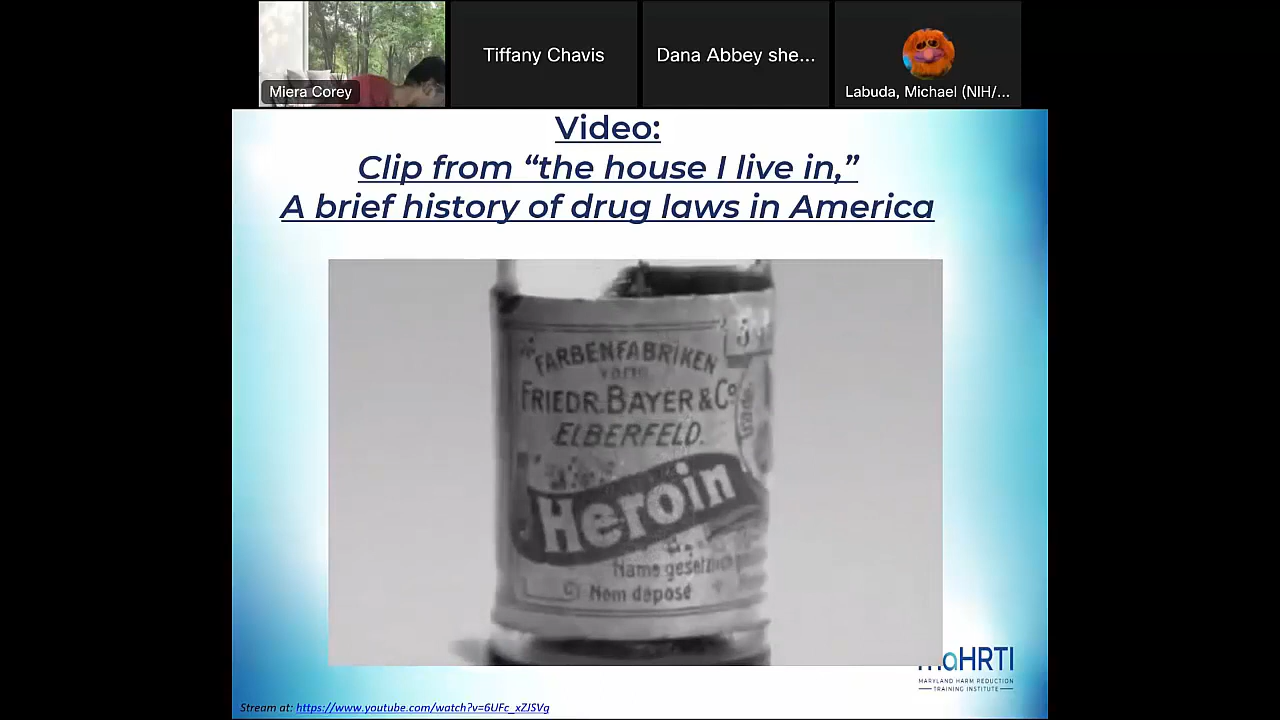 Miera Corey
Tiffany Chavis
Dana Abbey she...
Labuda, Michael (NIH/...
Video:
Clip from “the house I live in,”
A brief history of drug laws in America
FARBENFABRIKEN
vorm.
FRIEDR. BAYER & Co
ELBERFELD.
Heroin
Name gesetzlich
Nom déposé
maHRTI
MARYLAND HARM REDUCTION
TRAINING INSTITUTE
Stream at: https://www.youtube.com/watch?v=6UFc_xZJSVg